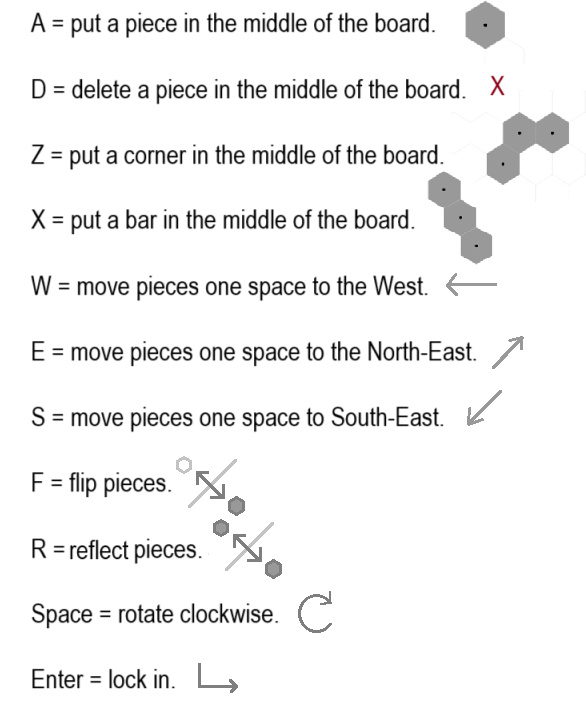 A = put a piece in the middle of the board.
D = delete a piece in the middle of the board. X
Z = put a corner in the middle of the board.
X = put a bar in the middle of the board.
W = move pieces one space to the West.
E = move pieces one space to the North-East.
S = move pieces one space to South-East.
F = flip pieces.
R = reflect pieces.
Space = rotate clockwise.
Enter = lock in.